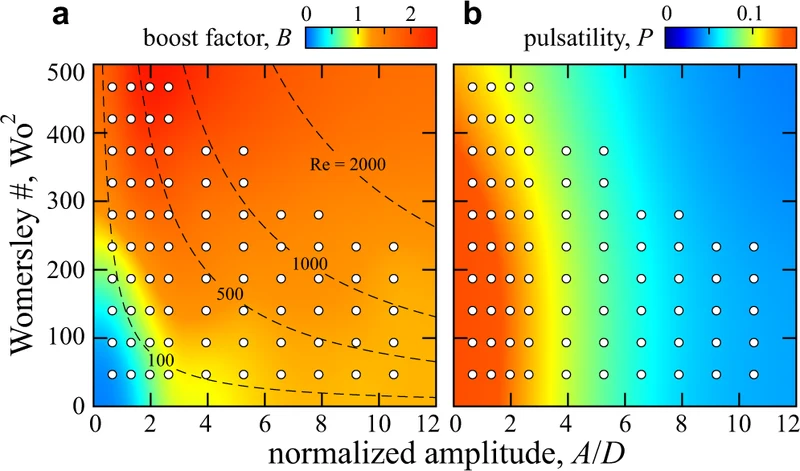 a
boost factor, B
0 1 2
b
pulsatility, P
0 0.1
Womersley #, Wo²
500
400
300
200
100
0
Re = 2000
1000
500
100
0 2 4 6 8 10 12
0 2 4 6 8 10 12
normalized amplitude, A/D